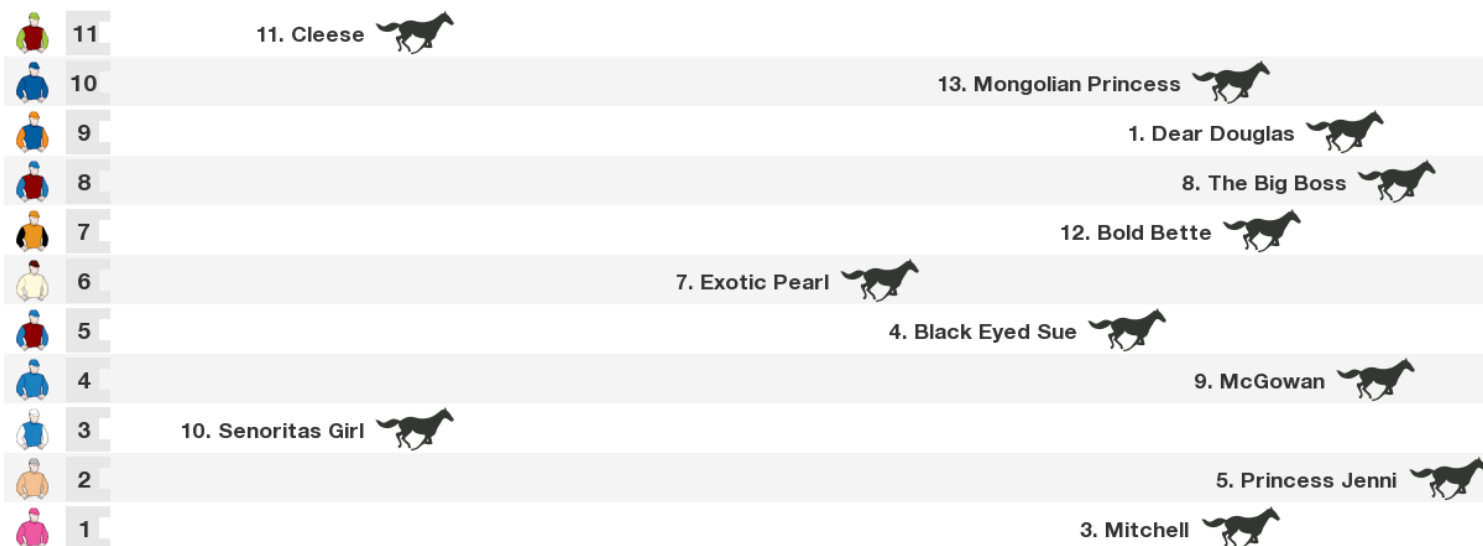 11 11. Cleese
10 13. Mongolian Princess
9 1. Dear Douglas
8 8. The Big Boss
7 12. Bold Bette
6 7. Exotic Pearl
5 4. Black Eyed Sue
4 9. McGowan
3 10. Senoritas Girl
2 5. Princess Jenni
1 3. Mitchell